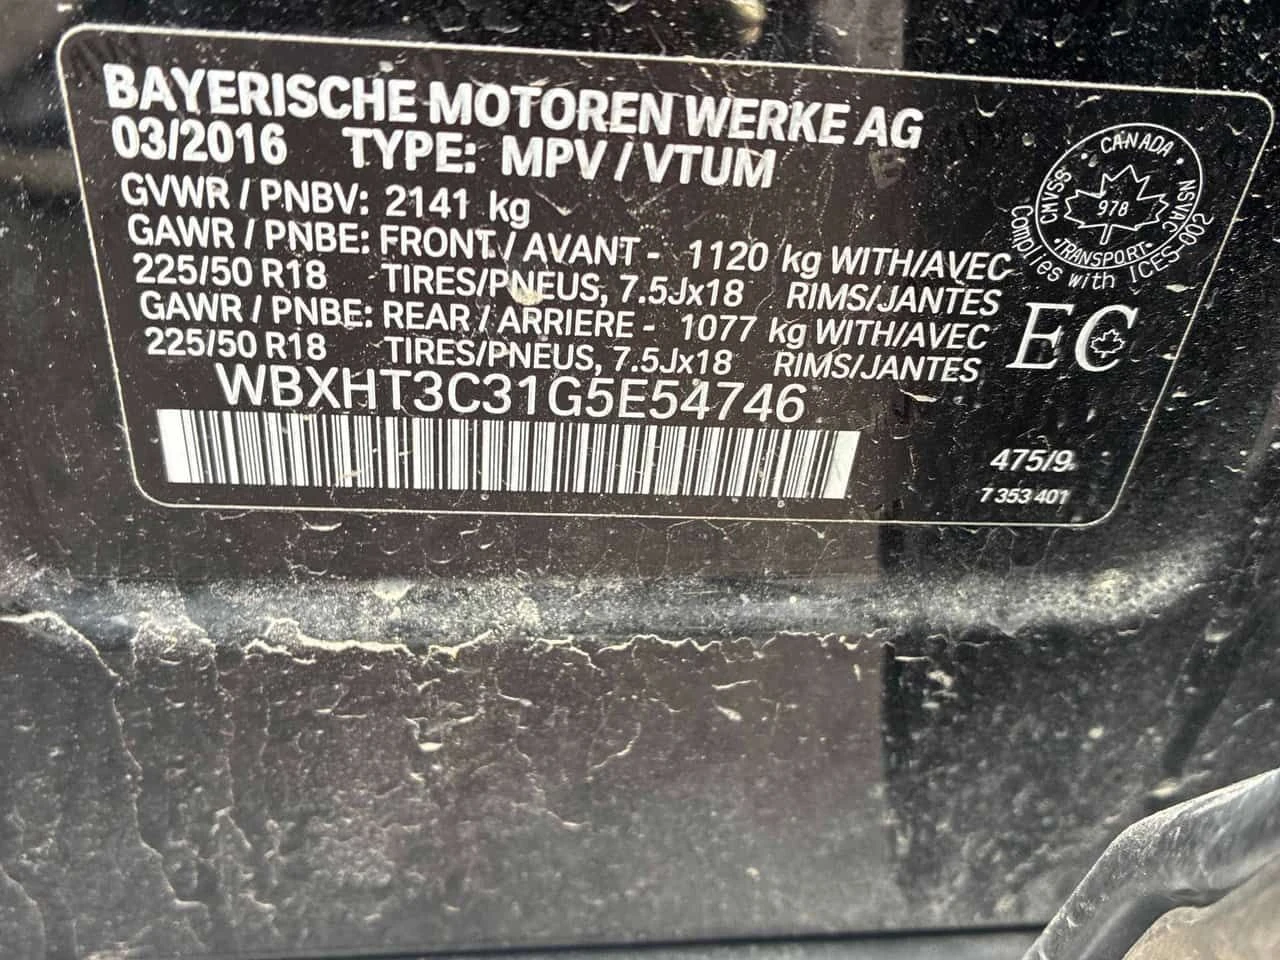 BAYERISCHE MOTOREN WERKE AG
03/2016 TYPE: MPV / VTUM
GVWR / PNBV: 2141 kg
GAWR / PNBE: FRONT / AVANT - 1120 kg WITH/AVEC
225/50 R18 TIRES/PNEUS, 7.5Jx18 RIMS/JANTES
GAWR / PNBE: REAR / ARRIERE - 1077 kg WITH/AVEC
225/50 R18 TIRES/PNEUS, 7.5Jx18 RIMS/JANTES
WBXHT3C31G5E54746
CANADA
CMVSS 978 NSVAC
TRANSPORT
Complies with ICES-002
EC
475/9
7 353 401